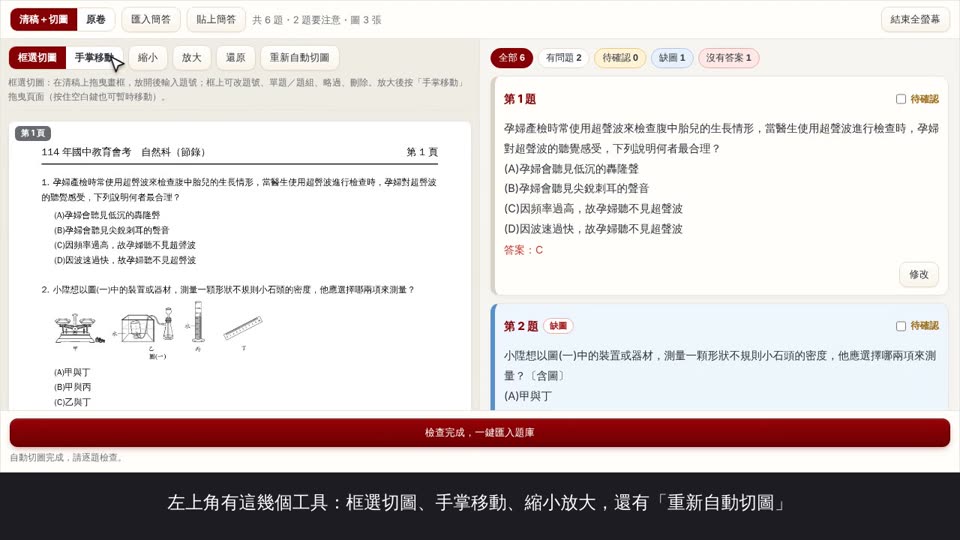 清稿+切圖 原卷 匯入簡答 貼上簡答 共 6 題・2 題要注意・圖 3 張 結束全螢幕
框選切圖 手掌移動 縮小 放大 還原 重新自動切圖
框選切圖：在清稿上拖曳畫框，放開後輸入題號；框上可改題號、單題／題組、略過、刪除。放大後按「手掌移動」
拖曳頁面（按住空白鍵也可暫時移動）。
第 1 頁
114 年國中教育會考 自然科（節錄） 第 1 頁
1. 孕婦產檢時常使用超聲波來檢查腹中胎兒的生長情形，當醫生使用超聲波進行檢查時，孕婦對超聲波
的聽覺感受，下列說明何者最合理？
(A)孕婦會聽見低沉的轟隆聲
(B)孕婦會聽見尖銳刺耳的聲音
(C)因頻率過高，故孕婦聽不見超聲波
(D)因波速過快，故孕婦聽不見超聲波
2. 小陞想以圖(一)中的裝置或器材，測量一顆形狀不規則小石頭的密度，他應選擇哪兩項來測量？
水
水
甲 乙 丙 丁
圖(一)
(A)甲與丁
(B)甲與丙
(C)乙與丁
全部 6 有問題 2 待確認 0 缺圖 1 沒有答案 1
第 1 題 待確認
孕婦產檢時常使用超聲波來檢查腹中胎兒的生長情形，當醫生使用超聲波進行檢查時，孕婦
對超聲波的聽覺感受，下列說明何者最合理？
(A)孕婦會聽見低沉的轟隆聲
(B)孕婦會聽見尖銳刺耳的聲音
(C)因頻率過高，故孕婦聽不見超聲波
(D)因波速過快，故孕婦聽不見超聲波
答案：C
修改
第 2 題 缺圖 待確認
小陞想以圖(一)中的裝置或器材，測量一顆形狀不規則小石頭的密度，他應選擇哪兩項來測
量？〔含圖〕
(A)甲與丁
檢查完成，一鍵匯入題庫
自動切圖完成，請逐題檢查。
左上角有這幾個工具：框選切圖、手掌移動、縮小放大，還有「重新自動切圖」